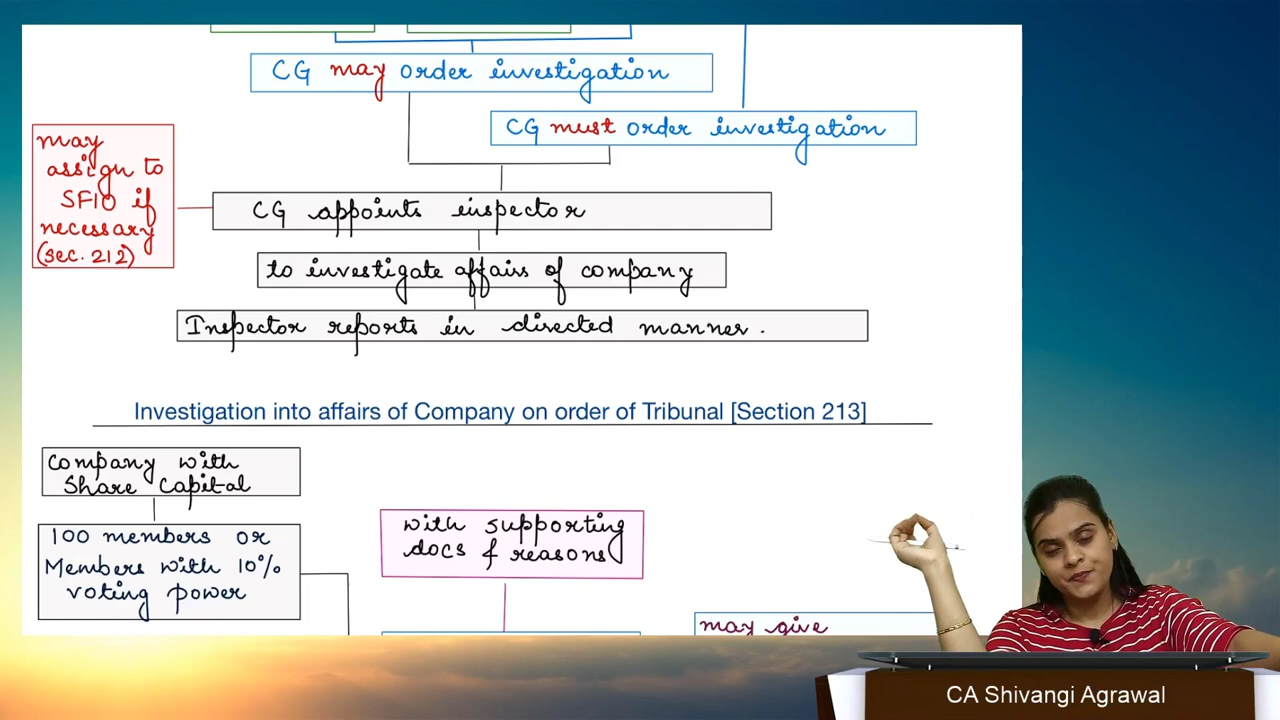 CG may order investigation
CG must order investigation
may
assign to
SFIO if
necessary
(sec. 212)
CG appoints inspector
to investigate affairs of company
Inspector reports in directed manner.
Investigation into affairs of Company on order of Tribunal [Section 213]
Company with
Share Capital
100 members or
Members with 10%
voting power
with supporting
docs & reasons
may give
CA Shivangi Agrawal